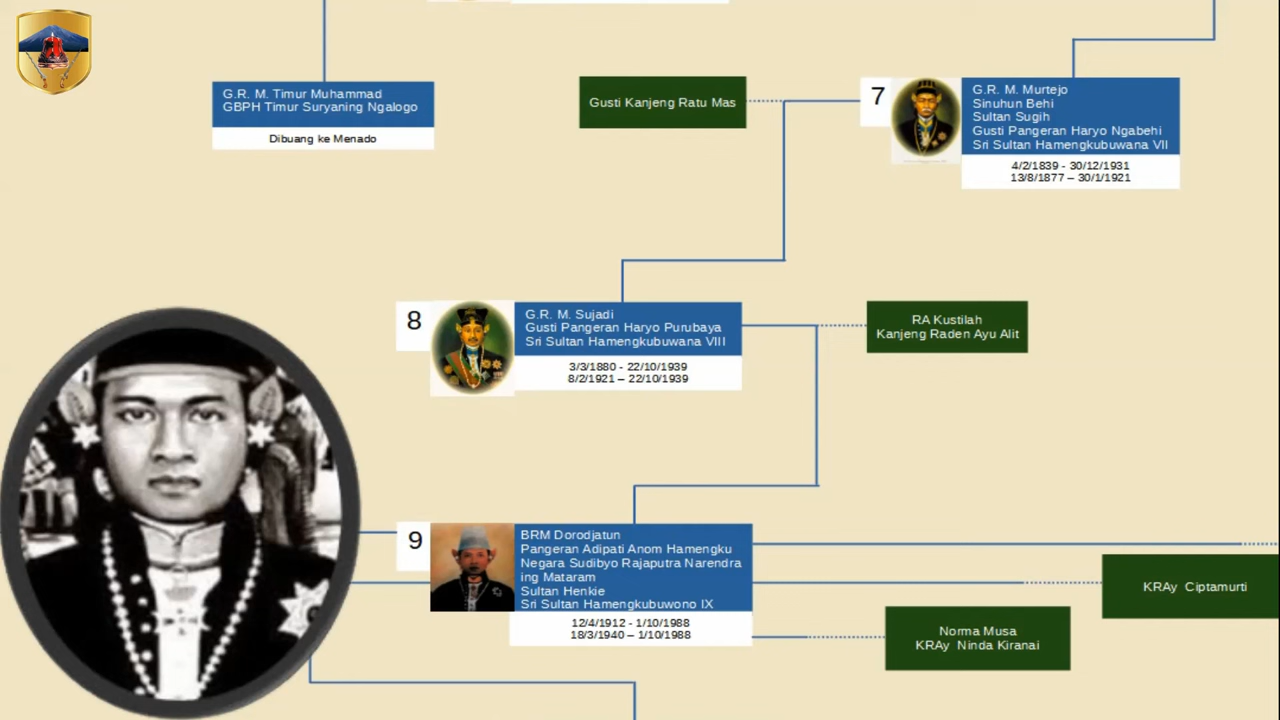 G.R. M. Timur Muhammad
GBPH Timur Suryaning Ngalogo
Dibuang ke Menado
Gusti Kanjeng Ratu Mas
7
G.R. M. Murtejo
Sinuhun Behi
Sultan Sugih
Gusti Pangeran Haryo Ngabehi
Sri Sultan Hamengkubuwana VII
4/2/1839 - 30/12/1931
13/8/1877 – 30/1/1921
8
G.R. M. Sujadi
Gusti Pangeran Haryo Purubaya
Sri Sultan Hamengkubuwana VIII
3/3/1880 - 22/10/1939
8/2/1921 – 22/10/1939
RA Kustilah
Kanjeng Raden Ayu Alit
9
BRM Dorodjatun
Pangeran Adipati Anom Hamengku
Negara Sudibyo Rajaputra Narendra
ing Mataram
Sultan Henkie
Sri Sultan Hamengkubuwono IX
12/4/1912 - 1/10/1988
18/3/1940 – 1/10/1988
KRAy Ciptamurti
Norma Musa
KRAy Ninda Kiranai